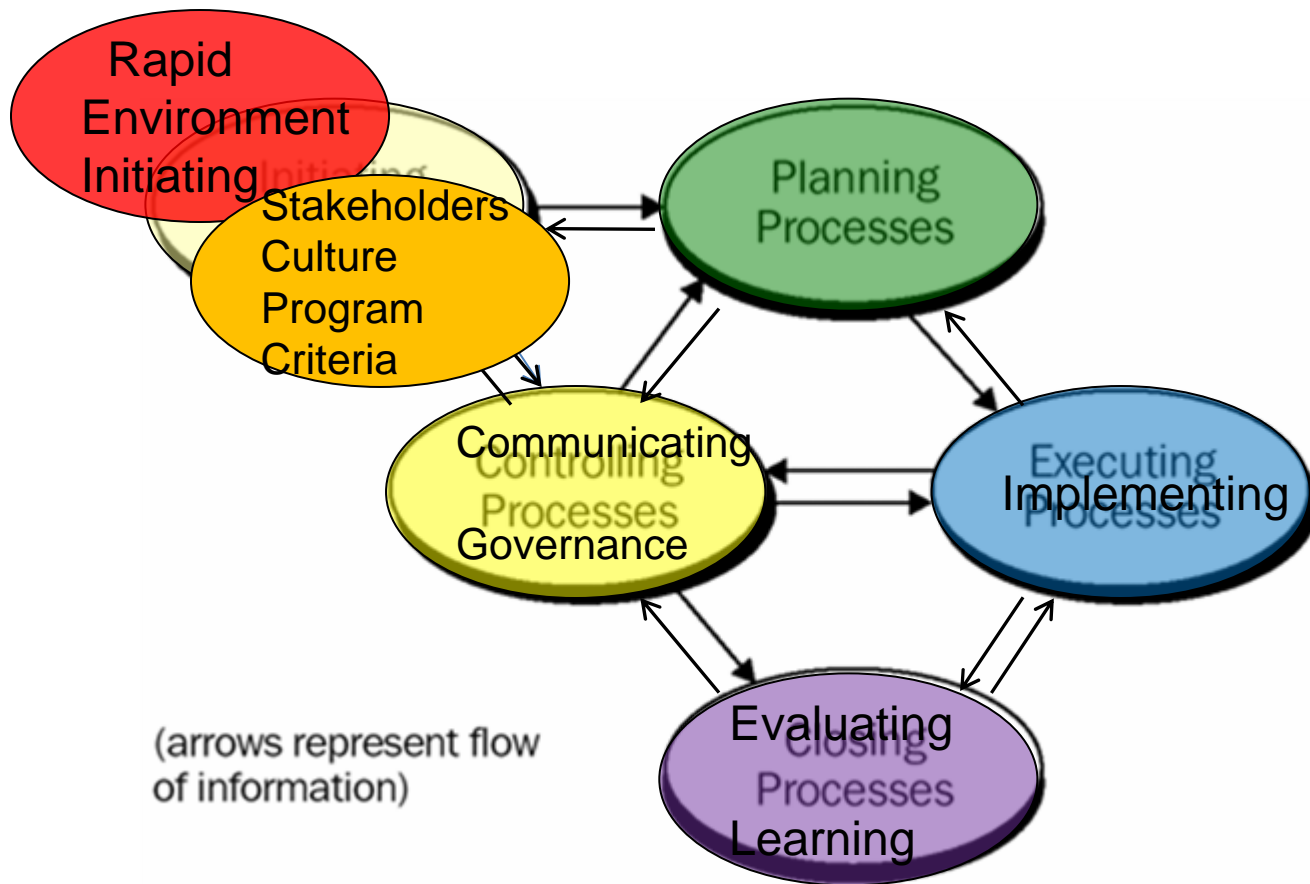 Rapid
Environment
Initiating
Initiating
Stakeholders
Culture
Program
Criteria
Planning
Processes
Communicating
Controlling
Processes
Governance
Executing
Implementing
Processes
Evaluating
Closing
Processes
Learning
(arrows represent flow
of information)